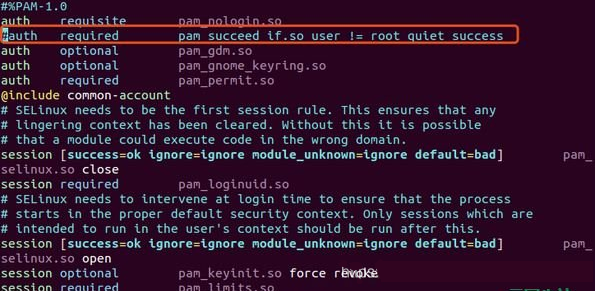 #%PAM-1.0
auth requisite pam_nologin.so
#auth required pam_succeed_if.so user != root quiet_success
auth optional pam_gdm.so
auth optional pam_gnome_keyring.so
auth required pam_permit.so
@include common-account
# SELinux needs to be the first session rule. This ensures that any
# lingering context has been cleared. Without this it is possible
# that a module could execute code in the wrong domain.
session [success=ok ignore=ignore module_unknown=ignore default=bad] pam_
selinux.so close
session required pam_loginuid.so
# SELinux needs to intervene at login time to ensure that the process
# starts in the proper default security context. Only sessions which are
# intended to run in the user's context should be run after this.
session [success=ok ignore=ignore module_unknown=ignore default=bad] pam_
selinux.so open
session optional pam_keyinit.so force revoke
session required pam_limits.so